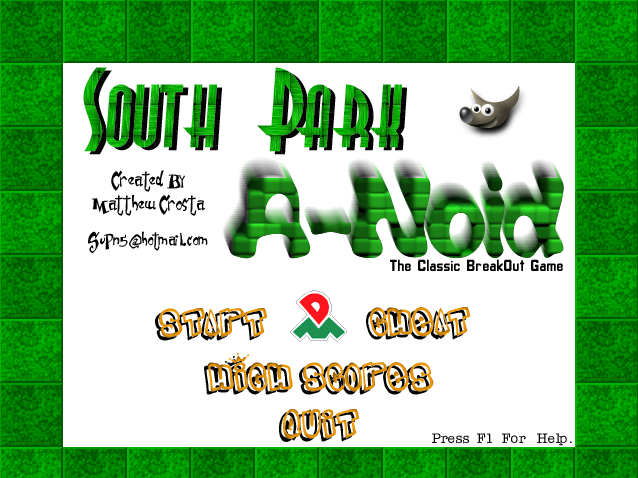 South Park
Created By
Matthew Crosta
SuPn5@hotmail.com
A-Noid
The Classic BreakOut Game
START
CHEAT
HIGH SCORES
QUIT
Press F1 For Help.